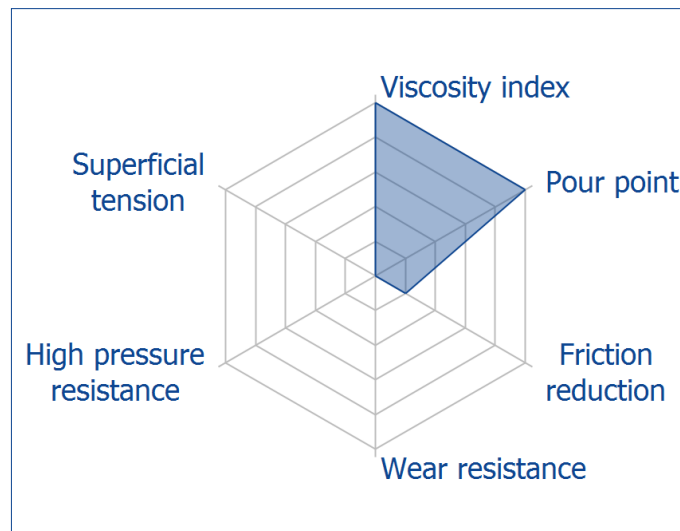 Viscosity index
Superficial
tension
Pour point
High pressure
resistance
Friction
reduction
Wear resistance